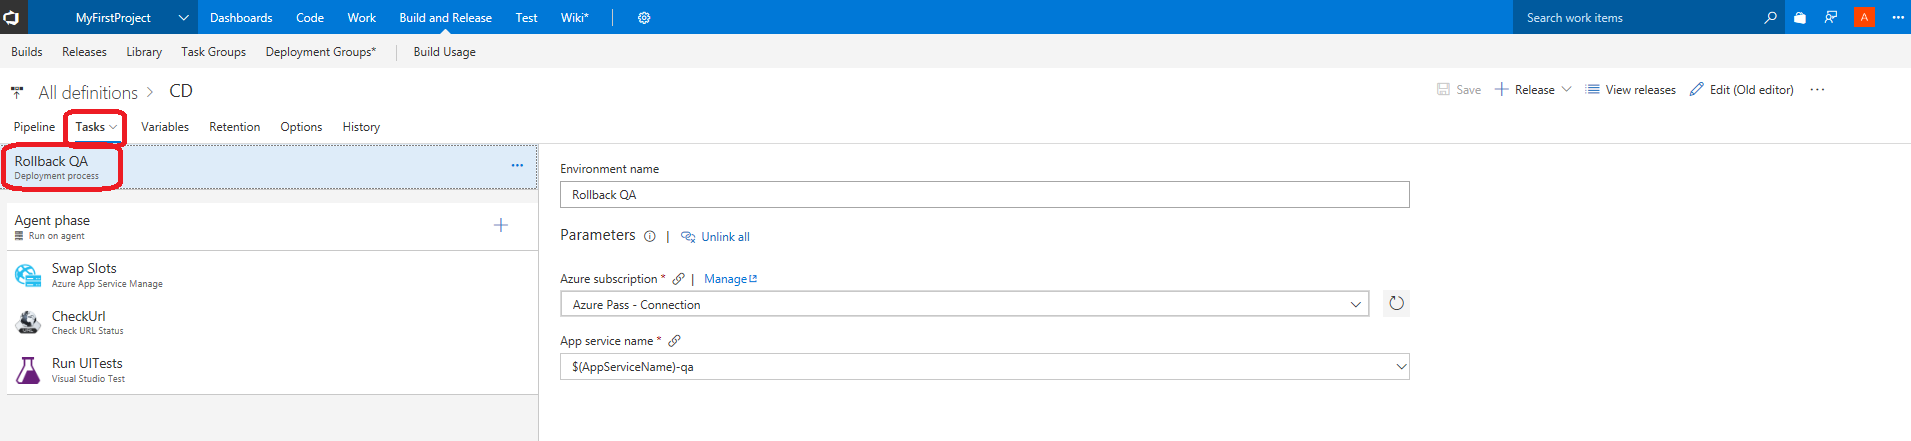 MyFirstProject Dashboards Code Work Build and Release Test Wiki* Search work items A
Builds Releases Library Task Groups Deployment Groups* Build Usage
All definitions > CD Save Release View releases Edit (Old editor)
Pipeline Tasks Variables Retention Options History
Rollback QA
Deployment process
Agent phase
Run on agent
Swap Slots
Azure App Service Manage
CheckUrl
Check URL Status
Run UITests
Visual Studio Test
Environment name
Rollback QA
Parameters | Unlink all
Azure subscription * | Manage
Azure Pass - Connection
App service name *
$(AppServiceName)-qa